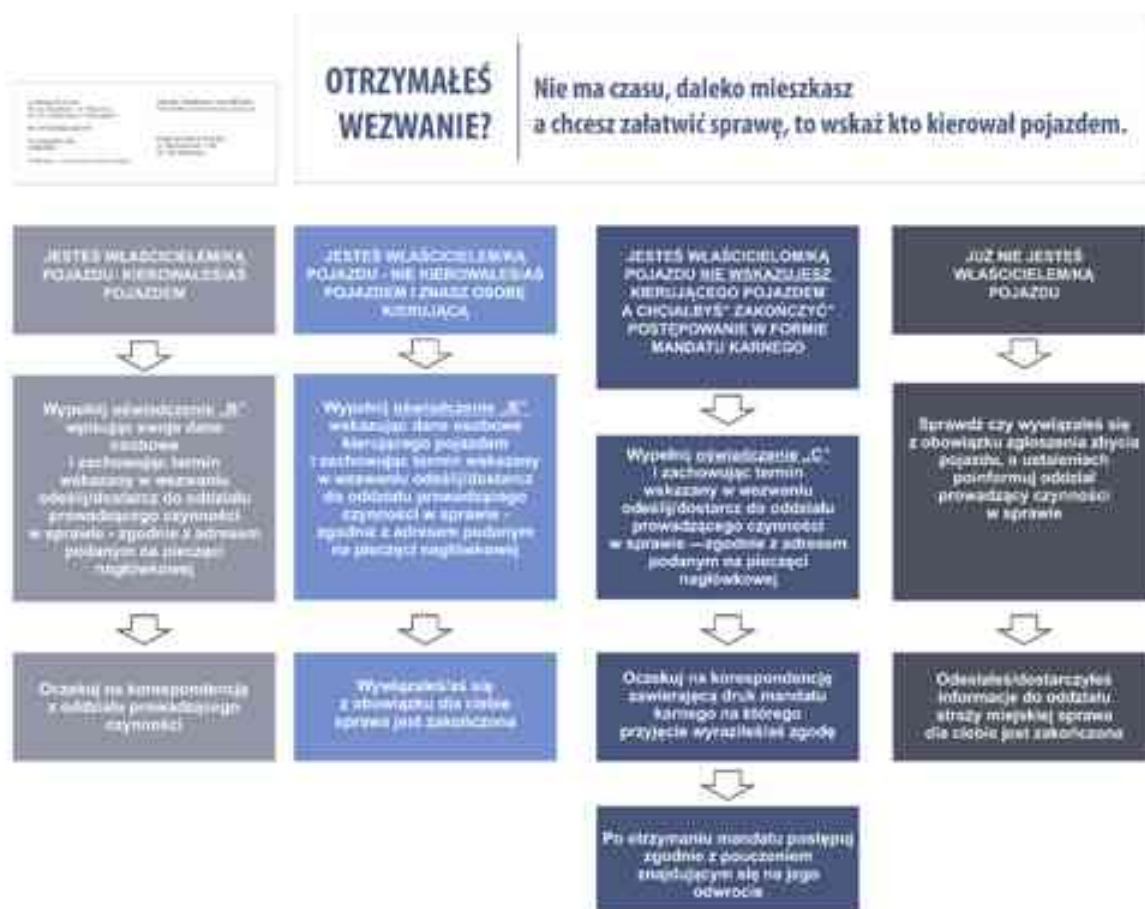 OTRZYMAŁEŚ
WEZWANIE?
Nie ma czasu, daleko mieszkasz
a chcesz załatwić sprawę, to wskaż kto kierował pojazdem.
JESTEŚ WŁAŚCICIELEM/KĄ
POJAZDU KIEROWAŁEŚ/AŚ
POJAZDEM
Wypełnij oświadczenie „B"
wpisując swoje dane
osobowe
i zachowując termin
wskazany w wezwaniu
odeślij/dostarcz do oddziału
prowadzącego czynności
w sprawie - zgodnie z adresem
podanym na pieczęci
nagłówkowej
Oczekuj na korespondencję
z oddziału prowadzącego
czynności
JESTEŚ WŁAŚCICIELEM/KĄ
POJAZDU - NIE KIEROWAŁEŚ/AŚ
POJAZDEM I ZNASZ OSOBĘ
KIERUJĄCĄ
Wypełnij oświadczenie
wskazując dane osobowe
kierującego pojazdem
i zachowując termin wskazany
w wezwaniu odeślij/dostarcz
do oddziału prowadzącego
czynności w sprawie -
zgodnie z adresem podanym
na pieczęci nagłówkowej
Wywiązałeś/aś się
z obowiązku dla ciebie
sprawa jest zakończona
JESTEŚ WŁAŚCICIELOM/KĄ
POJAZDU NIE WSKAZUJESZ
KIERUJĄCEGO POJAZDEM
A CHCIAŁBYŚ" ZAKOŃCZYĆ"
POSTĘPOWANIE W FORMIE
MANDATU KARNEGO
Wypełnij oświadczenie „C"
i zachowując termin
wskazany w wezwaniu
odeślij/dostarcz do oddziału
prowadzącego czynności
w sprawie —zgodnie z adresem
podanym na pieczęci
nagłówkowej
Oczekuj na korespondencję
zawierająca druk mandatu
karnego na którego
przyjęcie wyraziłeś/aś zgodę
Po otrzymaniu mandatu postępuj
zgodnie z pouczeniem
znajdującym się na jego
odwrocie
JUŻ NIE JESTEŚ
WŁAŚCICIELEM/KĄ
POJAZDU
Sprawdź czy wywiązałeś się
z obowiązku zgłoszenia zbycia
pojazdu, o ustaleniach
poinformuj oddział
prowadzący czynności
w sprawie
Odesłałeś/dostarczyłeś
informacje do oddziału
straży miejskiej sprawa
dla ciebie jest zakończona